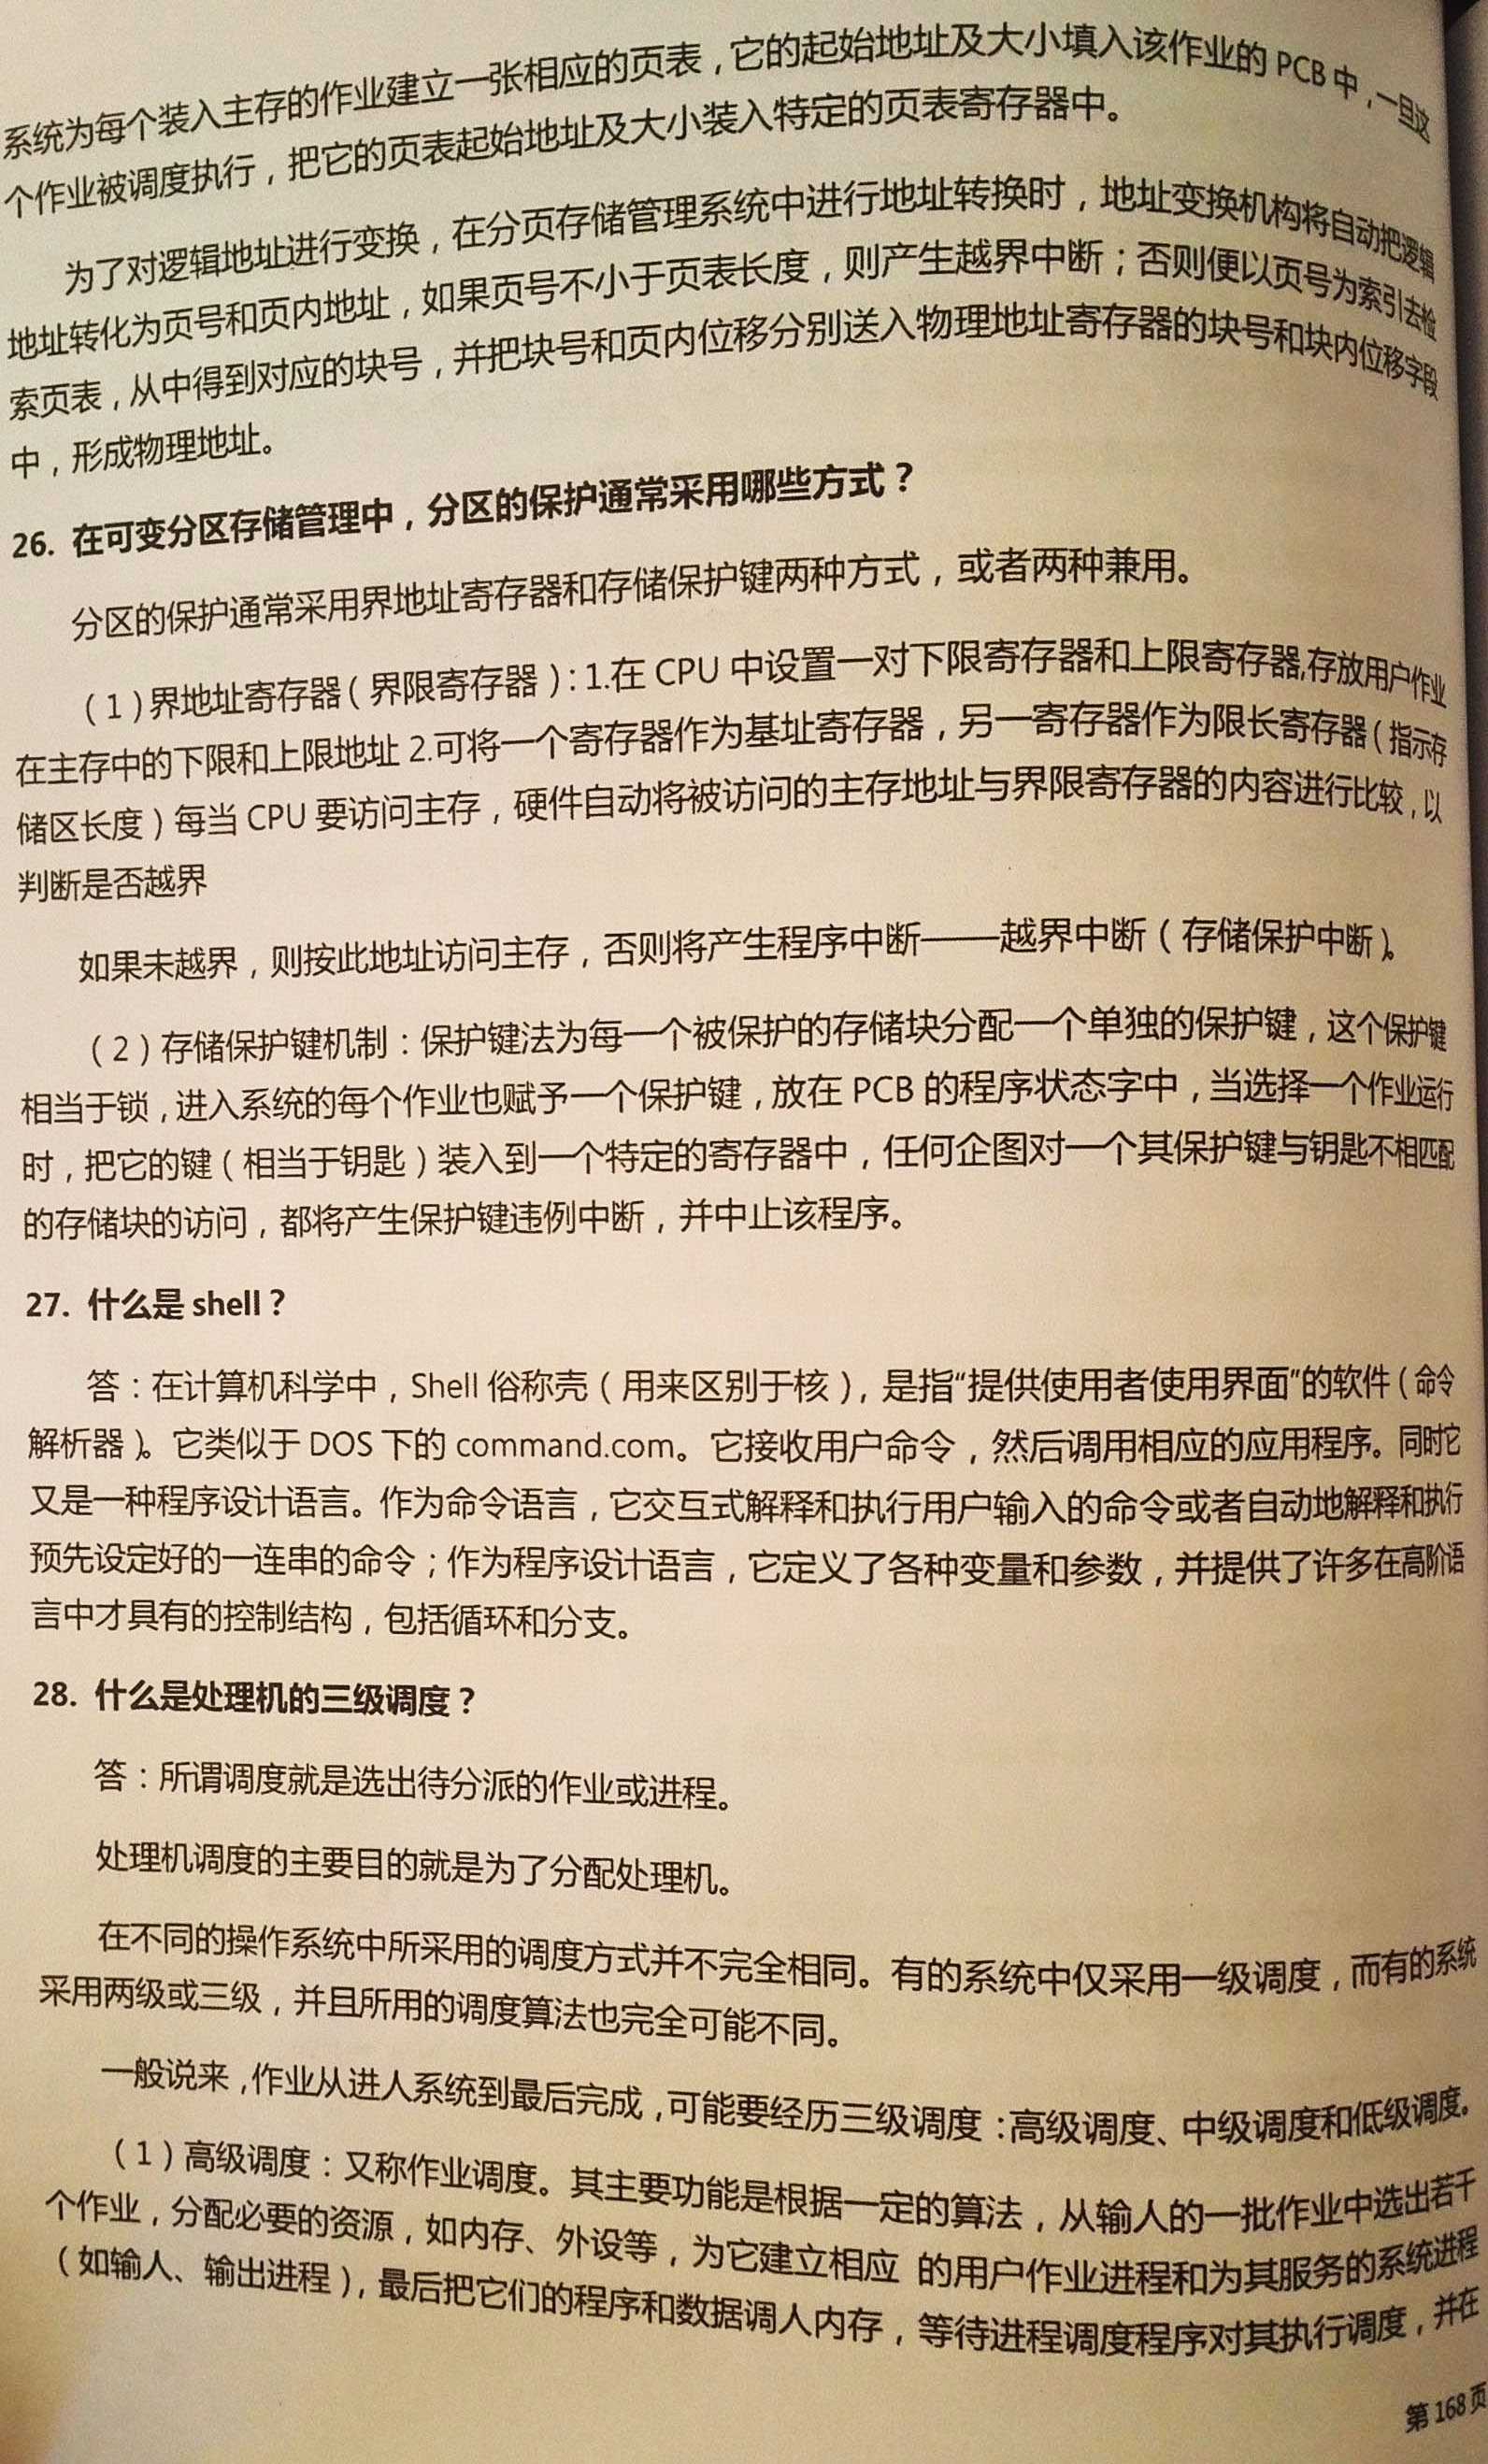 系统为每个装入主存的作业建立一张相应的页表，它的起始地址及大小填入该作业的 PCB 中，一旦这
个作业被调度执行，把它的页表起始地址及大小装入特定的页表寄存器中。
为了对逻辑地址进行变换，在分页存储管理系统中进行地址转换时，地址变换机构将自动把逻辑
地址转化为页号和页内地址，如果页号不小于页表长度，则产生越界中断；否则便以页号为索引去检
索页表，从中得到对应的块号，并把块号和页内位移分别送入物理地址寄存器的块号和块内位移字段
中，形成物理地址。
26. 在可变分区存储管理中，分区的保护通常采用哪些方式？
分区的保护通常采用界地址寄存器和存储保护键两种方式，或者两种兼用。
（1）界地址寄存器（界限寄存器）：1.在 CPU 中设置一对下限寄存器和上限寄存器,存放用户作业
在主存中的下限和上限地址 2.可将一个寄存器作为基址寄存器，另一寄存器作为限长寄存器（指示存
储区长度）每当 CPU 要访问主存，硬件自动将被访问的主存地址与界限寄存器的内容进行比较，以
判断是否越界
如果未越界，则按此地址访问主存，否则将产生程序中断——越界中断（存储保护中断）。
（2）存储保护键机制：保护键法为每一个被保护的存储块分配一个单独的保护键，这个保护键
相当于锁，进入系统的每个作业也赋予一个保护键，放在 PCB 的程序状态字中，当选择一个作业运行
时，把它的键（相当于钥匙）装入到一个特定的寄存器中，任何企图对一个其保护键与钥匙不相匹配
的存储块的访问，都将产生保护键违例中断，并中止该程序。
27. 什么是 shell？
答：在计算机科学中，Shell 俗称壳（用来区别于核），是指“提供使用者使用界面”的软件（命令
解析器）。它类似于 DOS 下的 command.com。它接收用户命令，然后调用相应的应用程序。同时它
又是一种程序设计语言。作为命令语言，它交互式解释和执行用户输入的命令或者自动地解释和执行
预先设定好的一连串的命令；作为程序设计语言，它定义了各种变量和参数，并提供了许多在高阶语
言中才具有的控制结构，包括循环和分支。
28. 什么是处理机的三级调度？
答：所谓调度就是选出待分派的作业或进程。
处理机调度的主要目的就是为了分配处理机。
在不同的操作系统中所采用的调度方式并不完全相同。有的系统中仅采用一级调度，而有的系统
采用两级或三级，并且所用的调度算法也完全可能不同。
一般说来，作业从进人系统到最后完成，可能要经历三级调度：高级调度、中级调度和低级调度。
（1）高级调度：又称作业调度。其主要功能是根据一定的算法，从输人的一批作业中选出若干
个作业，分配必要的资源，如内存、外设等，为它建立相应 的用户作业进程和为其服务的系统进程
（如输人、输出进程），最后把它们的程序和数据调人内存，等待进程调度程序对其执行调度，并在
第 168 页